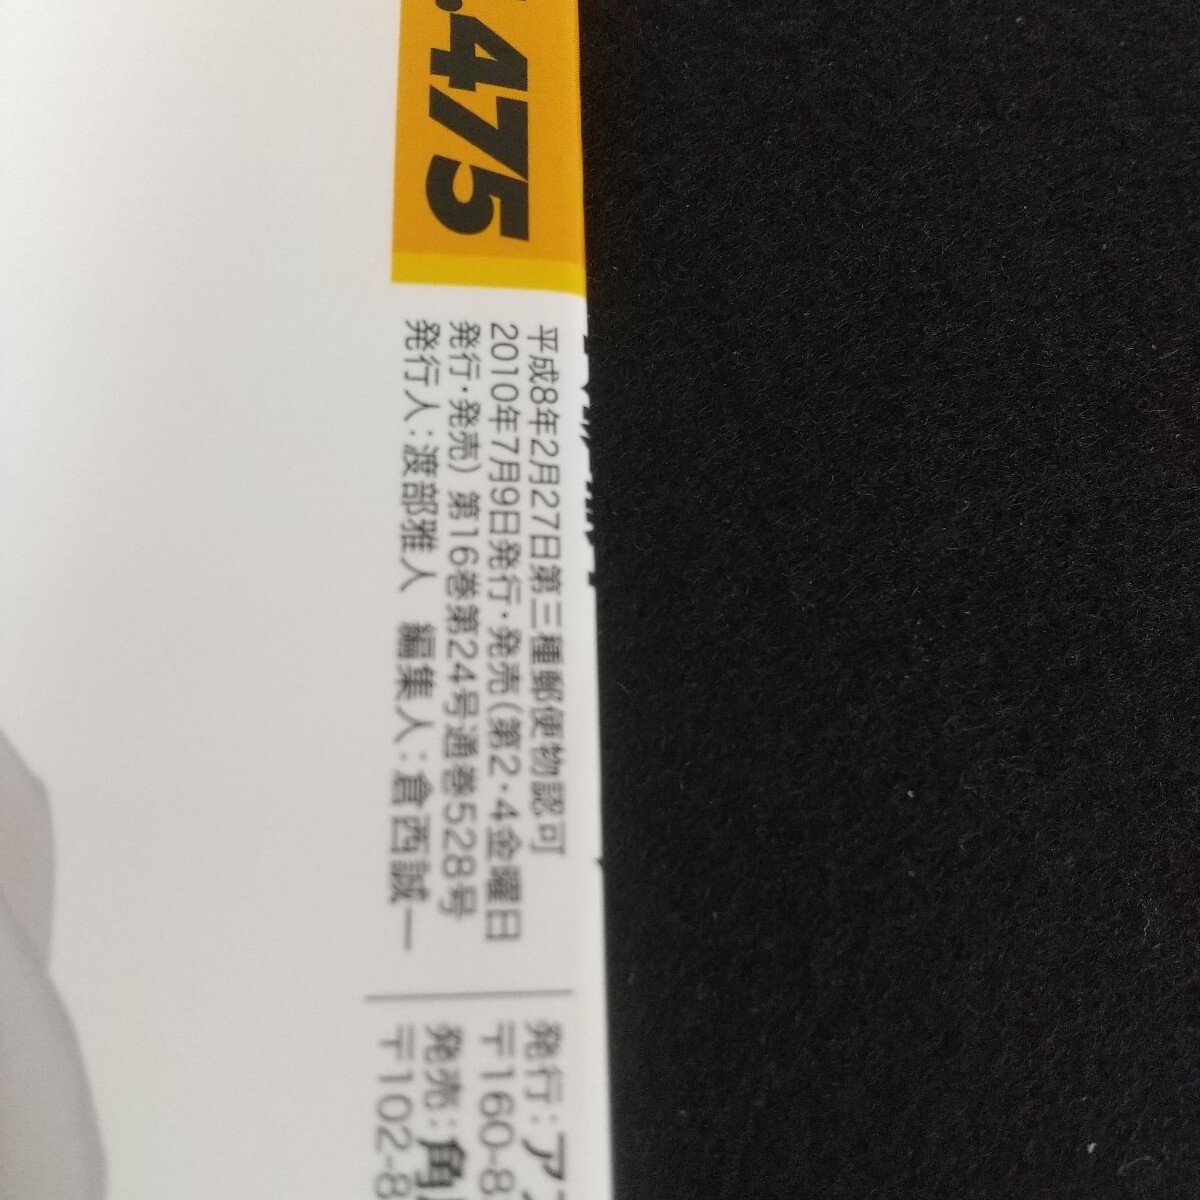 .475
平成8年2月27日第三種郵便物認可
2010年7月9日発行・発売(第2・4金曜日
発行・発売) 第16巻第24号通巻528号
発行人:渡部雅人 編集人:倉西誠一
発行:ア
〒160-8
発売:角
〒102-8